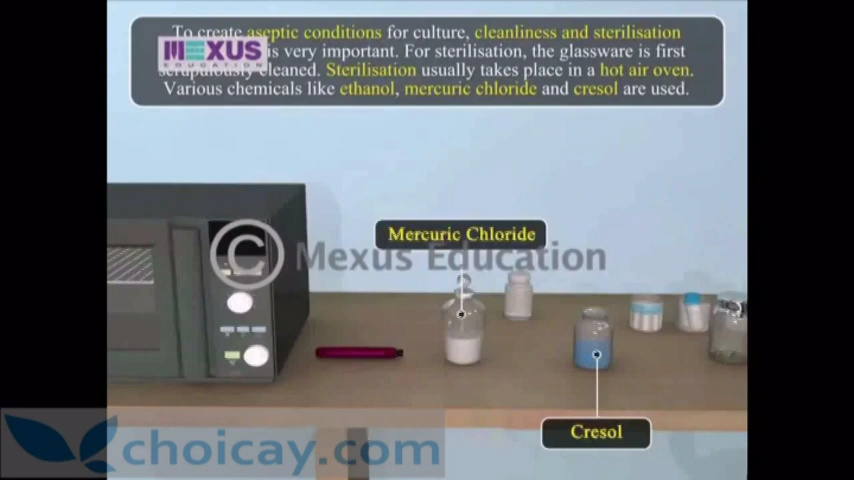 To create aseptic conditions for culture, cleanliness and sterilisation
is very important. For sterilisation, the glassware is first
scrupulously cleaned. Sterilisation usually takes place in a hot air oven.
Various chemicals like ethanol, mercuric chloride and cresol are used.
MEXUS
EDUCATION
Mercuric Chloride
© Mexus Education
Cresol
choicay.com